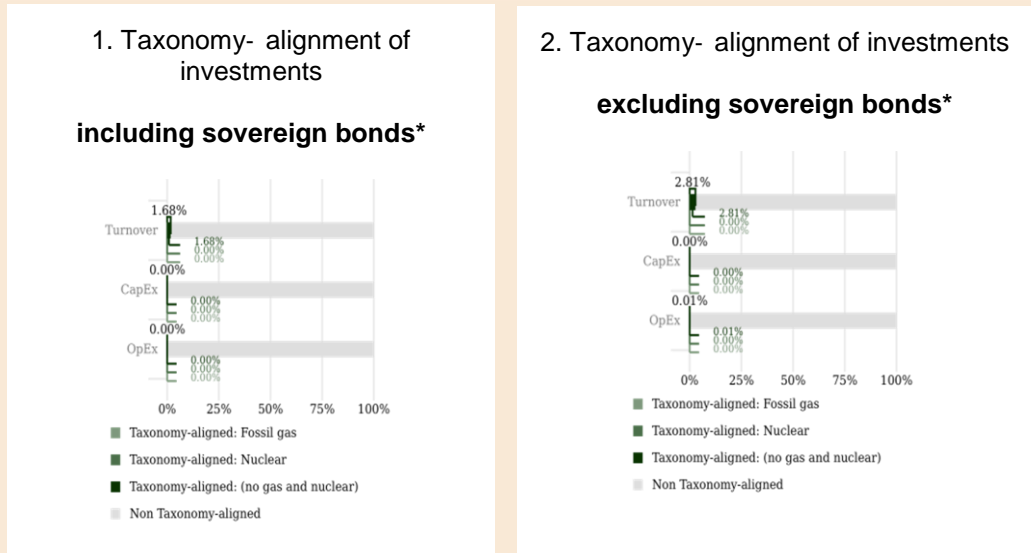 1. Taxonomy- alignment of
investments
including sovereign bonds*
1.68%
Turnover
1.68%
0.00%
0.00%
0.00%
CapEx
0.00%
0.00%
0.00%
0.00%
OpEx
0.00%
0.00%
0.00%
0% 25% 50% 75% 100%
Taxonomy-aligned: Fossil gas
Taxonomy-aligned: Nuclear
Taxonomy-aligned: (no gas and nuclear)
Non Taxonomy-aligned
2. Taxonomy- alignment of investments
excluding sovereign bonds*
2.81%
Turnover
2.81%
0.00%
0.00%
0.00%
CapEx
0.00%
0.00%
0.00%
0.01%
OpEx
0.01%
0.00%
0.00%
0% 25% 50% 75% 100%
Taxonomy-aligned: Fossil gas
Taxonomy-aligned: Nuclear
Taxonomy-aligned: (no gas and nuclear)
Non Taxonomy-aligned